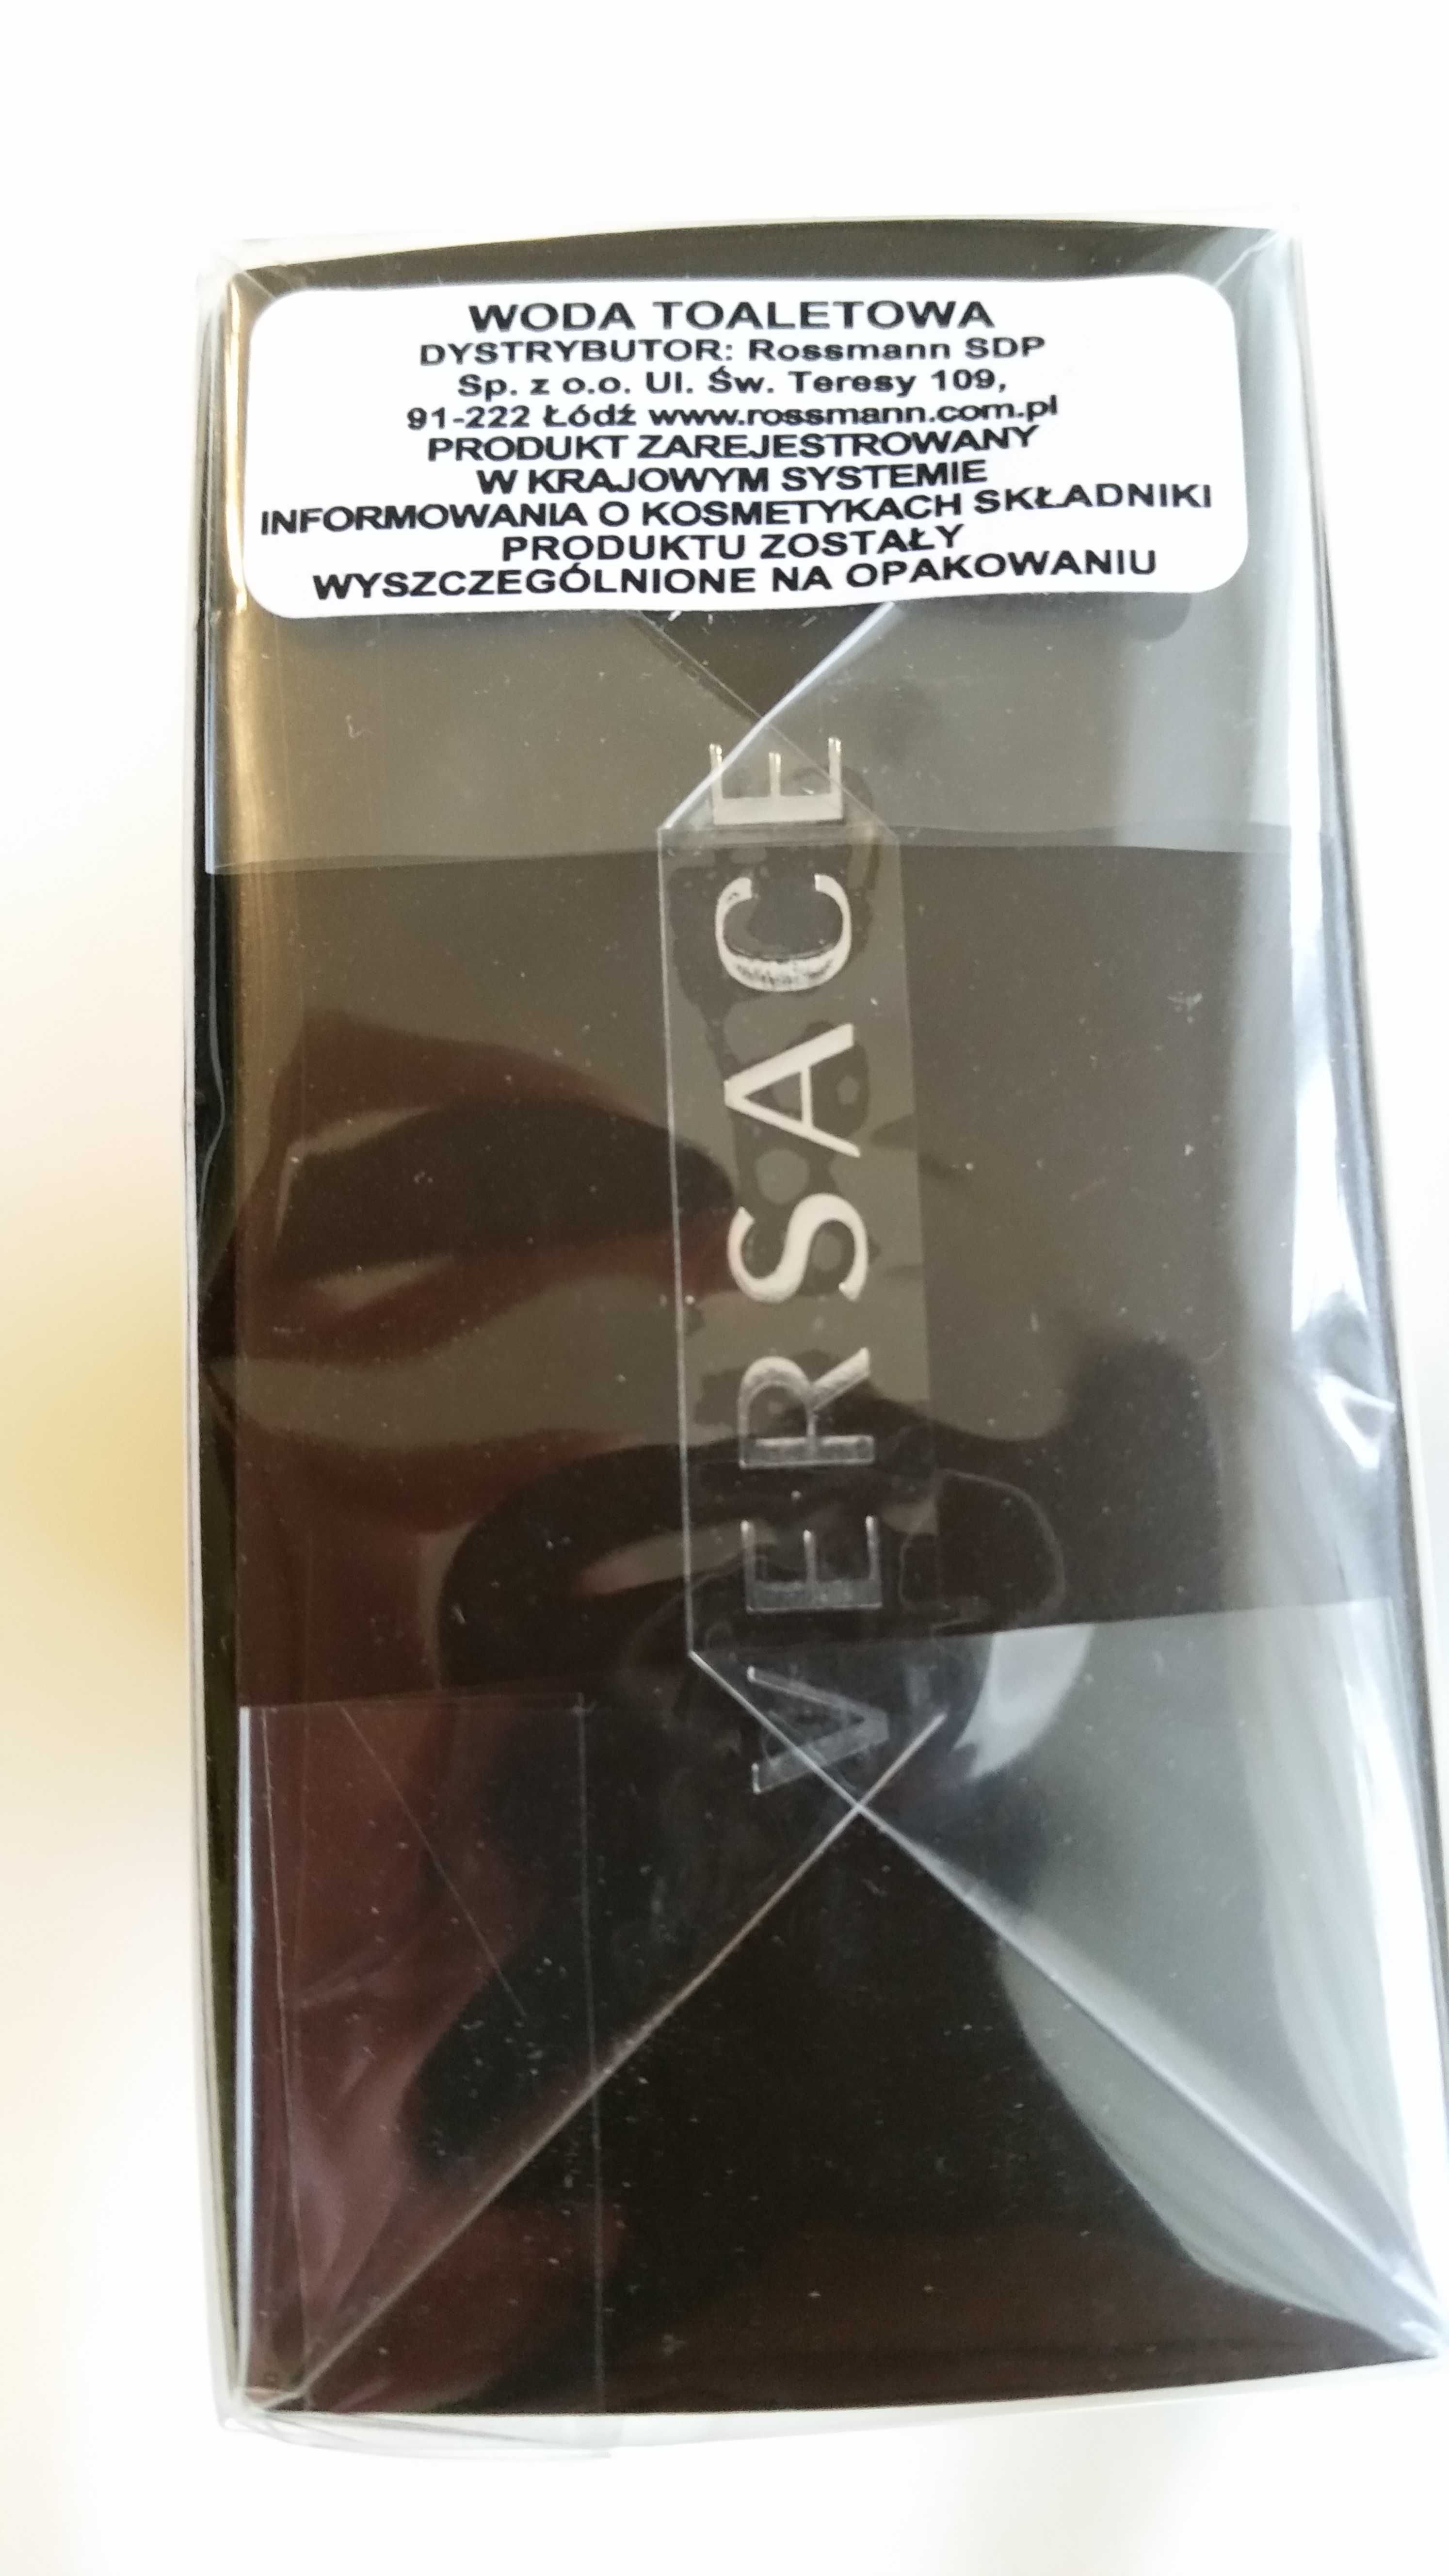 WODA TOALETOWA
DYSTRYBUTOR: Rossmann SDP
Sp. z o.o. Ul. Św. Teresy 109,
91-222 Łódź www.rossmann.com.pl
PRODUKT ZAREJESTROWANY
W KRAJOWYM SYSTEMIE
INFORMOWANIA O KOSMETYKACH SKŁADNIKI
PRODUKTU ZOSTAŁY
WYSZCZEGÓLNIONE NA OPAKOWANIU
VERSACE